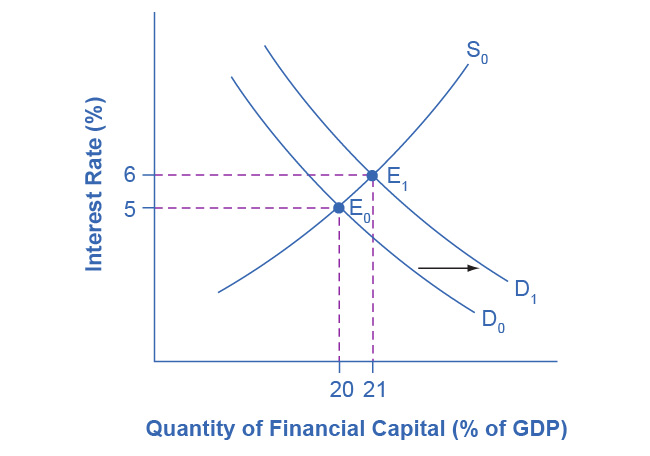 Interest Rate (%)
6
5
S0
E1
E0
D1
D0
20 21
Quantity of Financial Capital (% of GDP)